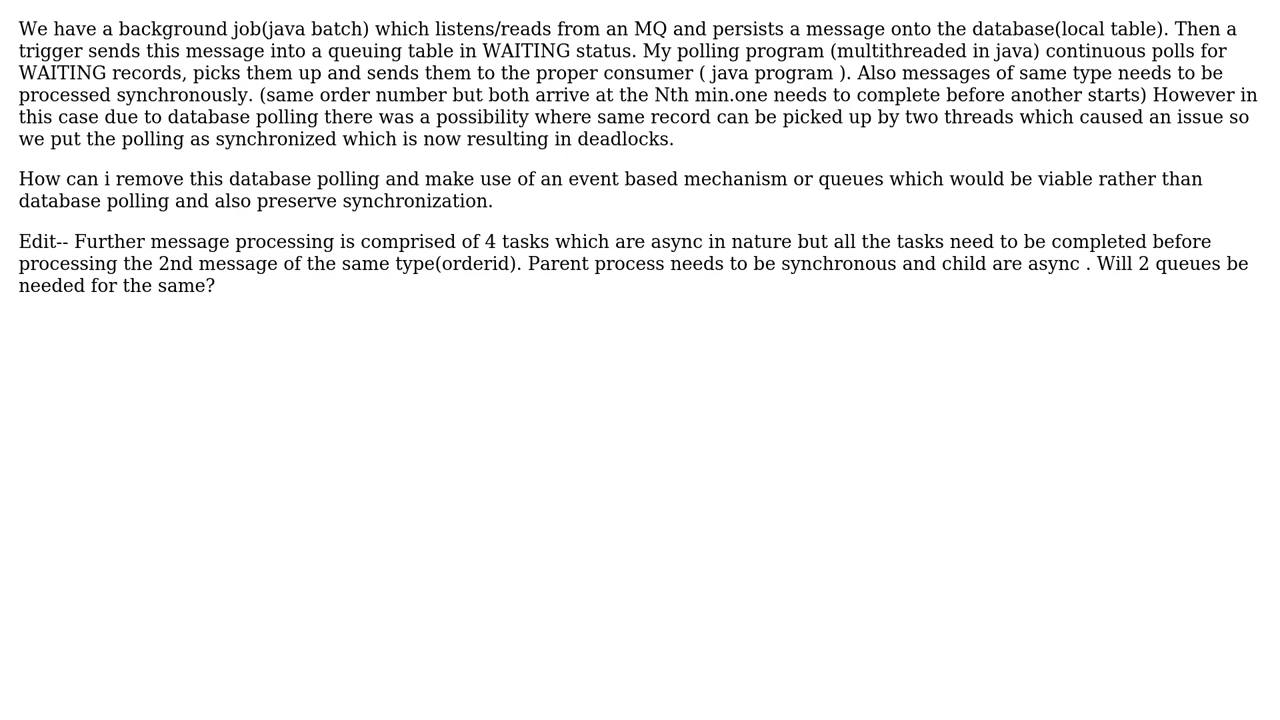 We have a background job(java batch) which listens/reads from an MQ and persists a message onto the database(local table). Then a
trigger sends this message into a queuing table in WAITING status. My polling program (multithreaded in java) continuous polls for
WAITING records, picks them up and sends them to the proper consumer ( java program ). Also messages of same type needs to be
processed synchronously. (same order number but both arrive at the Nth min.one needs to complete before another starts) However in
this case due to database polling there was a possibility where same record can be picked up by two threads which caused an issue so
we put the polling as synchronized which is now resulting in deadlocks.
How can i remove this database polling and make use of an event based mechanism or queues which would be viable rather than
database polling and also preserve synchronization.
Edit-- Further message processing is comprised of 4 tasks which are async in nature but all the tasks need to be completed before
processing the 2nd message of the same type(orderid). Parent process needs to be synchronous and child are async . Will 2 queues be
needed for the same?